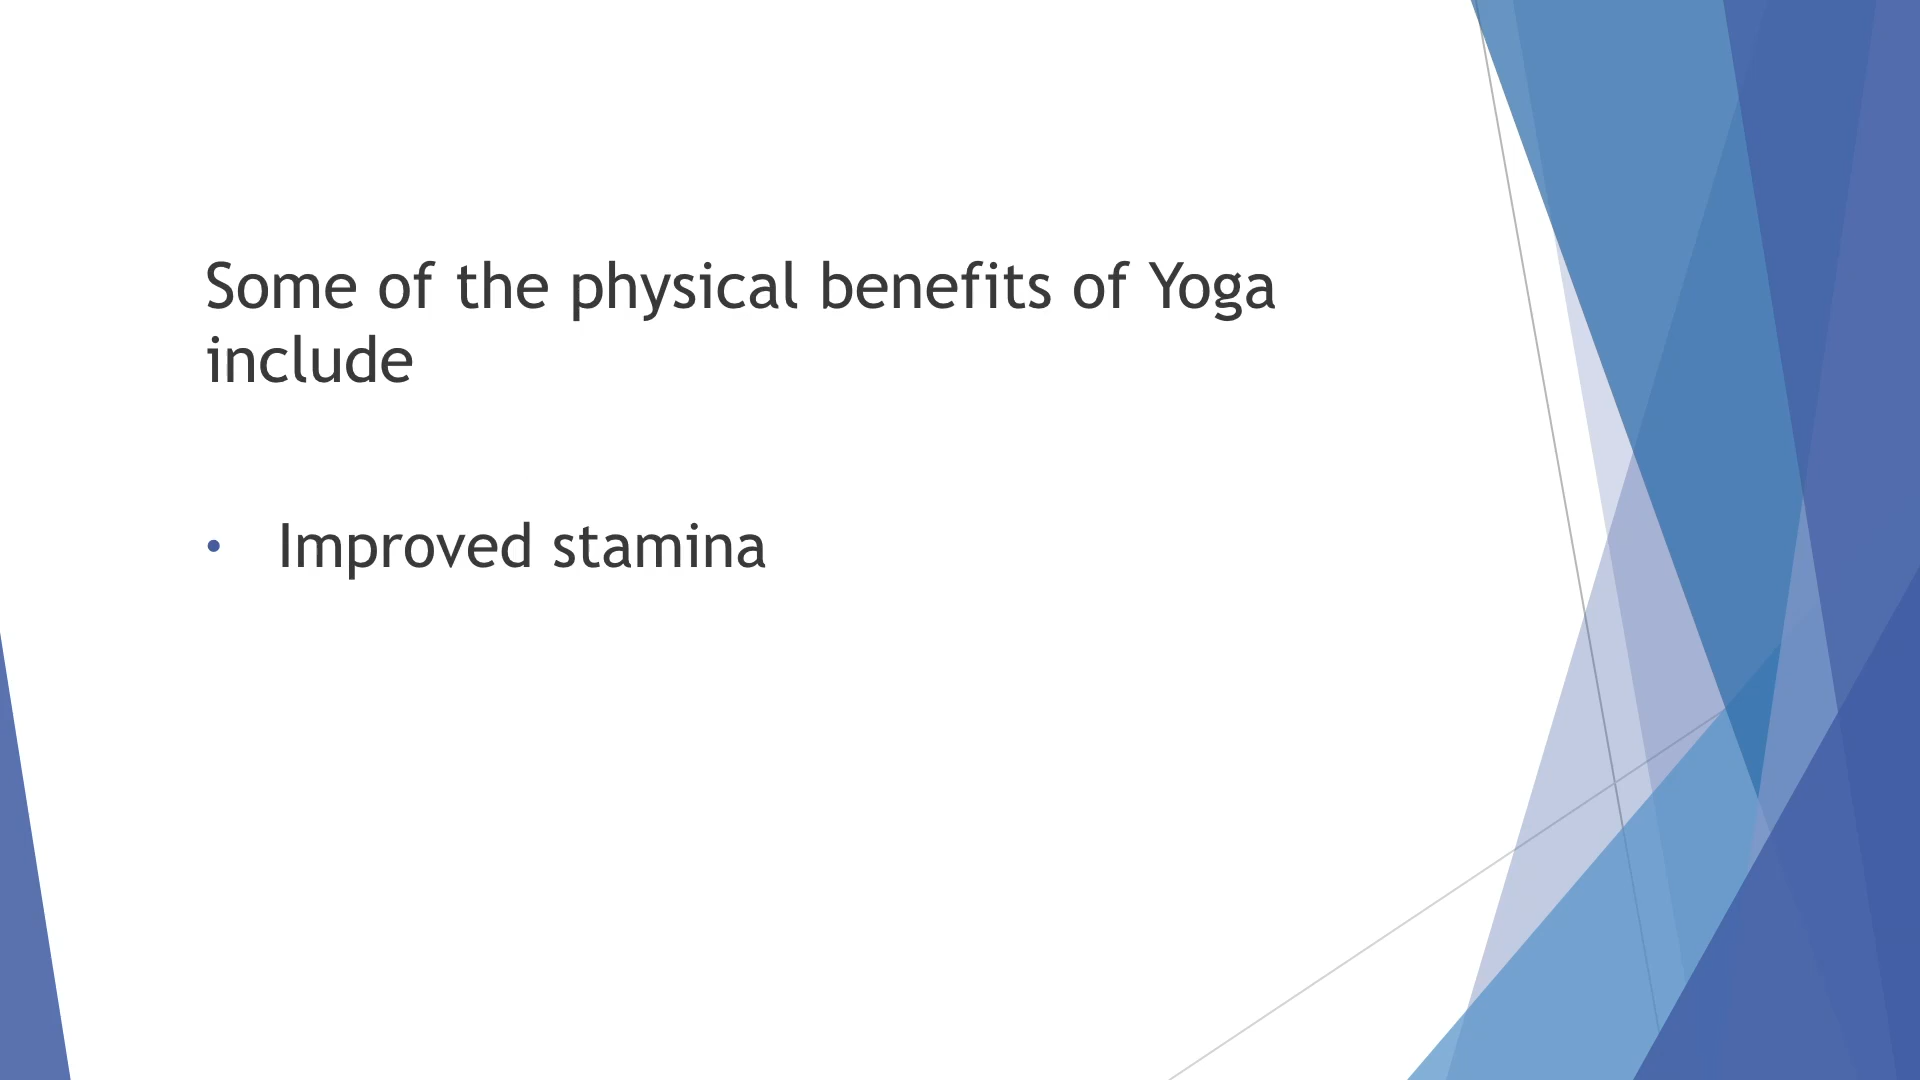 Some of the physical benefits of Yoga
include
• Improved stamina